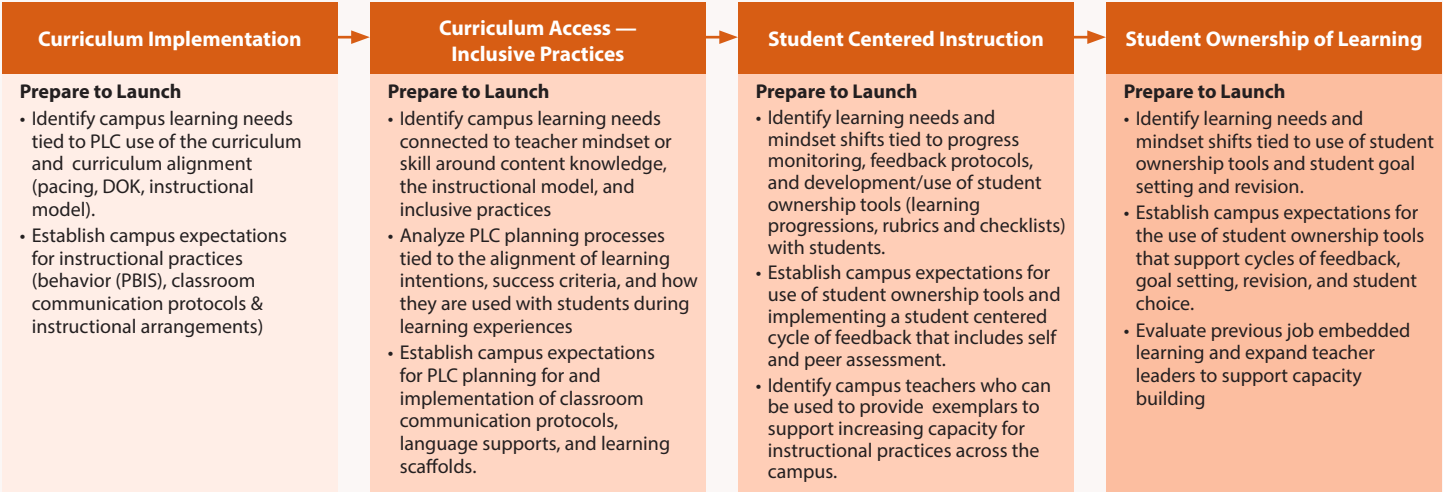 Curriculum Implementation
Prepare to Launch
• Identify campus learning needs
tied to PLC use of the curriculum
and curriculum alignment
(pacing, DOK, instructional
model).
• Establish campus expectations
for instructional practices
(behavior (PBIS), classroom
communication protocols &
instructional arrangements)
Curriculum Access —
Inclusive Practices
Prepare to Launch
• Identify campus learning needs
connected to teacher mindset or
skill around content knowledge,
the instructional model, and
inclusive practices
• Analyze PLC planning processes
tied to the alignment of learning
intentions, success criteria, and how
they are used with students during
learning experiences
• Establish campus expectations
for PLC planning for and
implementation of classroom
communication protocols,
language supports, and learning
scaffolds.
Student Centered Instruction
Prepare to Launch
• Identify learning needs and
mindset shifts tied to progress
monitoring, feedback protocols,
and development/use of student
ownership tools (learning
progressions, rubrics and checklists)
with students.
• Establish campus expectations for
use of student ownership tools and
implementing a student centered
cycle of feedback that includes self
and peer assessment.
• Identify campus teachers who can
be used to provide exemplars to
support increasing capacity for
instructional practices across the
campus.
Student Ownership of Learning
Prepare to Launch
• Identify learning needs and
mindset shifts tied to use of student
ownership tools and student goal
setting and revision.
• Establish campus expectations for
the use of student ownership tools
that support cycles of feedback,
goal setting, revision, and student
choice.
• Evaluate previous job embedded
learning and expand teacher
leaders to support capacity
building